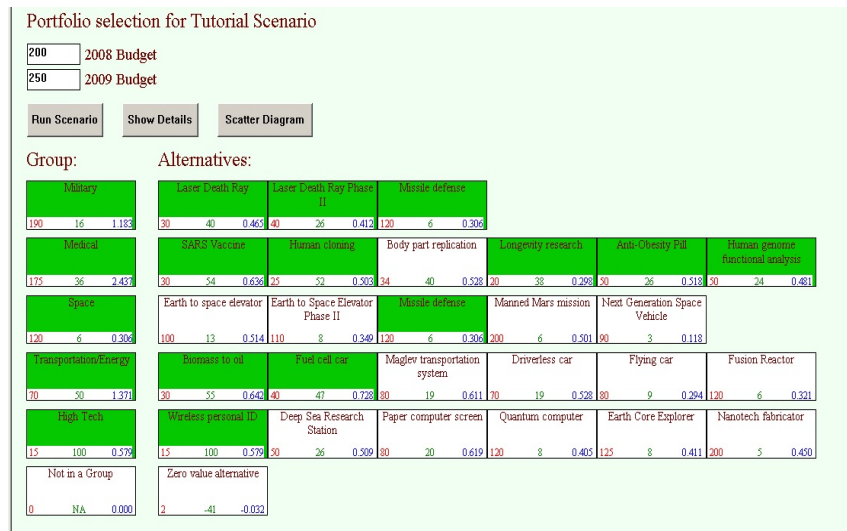 Portfolio selection for Tutorial Scenario
200 2008 Budget
250 2009 Budget
Run Scenario Show Details Scatter Diagram
Group: Alternatives:
Military Laser Death Ray Laser Death Ray Phase Missile defense
II
190 16 1.183 30 40 0.465 40 26 0.412 120 6 0.306
Medical SARS Vaccine Human cloning Body part replication Longevity research Anti-Obesity Pill Human genome
functional analysis
175 36 2.437 30 54 0.636 25 52 0.503 34 40 0.528 20 38 0.298 50 26 0.518 50 24 0.481
Space Earth to space elevator Earth to Space Elevator Missile defense Manned Mars mission Next Generation Space
Phase II Vehicle
120 6 0.306 100 13 0.514 110 8 0.349 120 6 0.306 200 6 0.501 90 3 0.118
Transportation/Energy Biomass to oil Fuel cell car Maglev transportation Driverless car Flying car Fusion Reactor
system
70 50 1.371 30 55 0.642 40 47 0.728 80 19 0.611 70 19 0.528 80 9 0.294 120 6 0.321
High Tech Wireless personal ID Deep Sea Research Paper computer screen Quantum computer Earth Core Explorer Nanotech fabricator
Station
15 100 0.579 15 100 0.579 50 26 0.509 80 20 0.619 120 8 0.405 125 8 0.411 200 5 0.450
Not in a Group Zero value alternative
0 NA 0.000 2 -41 -0.032